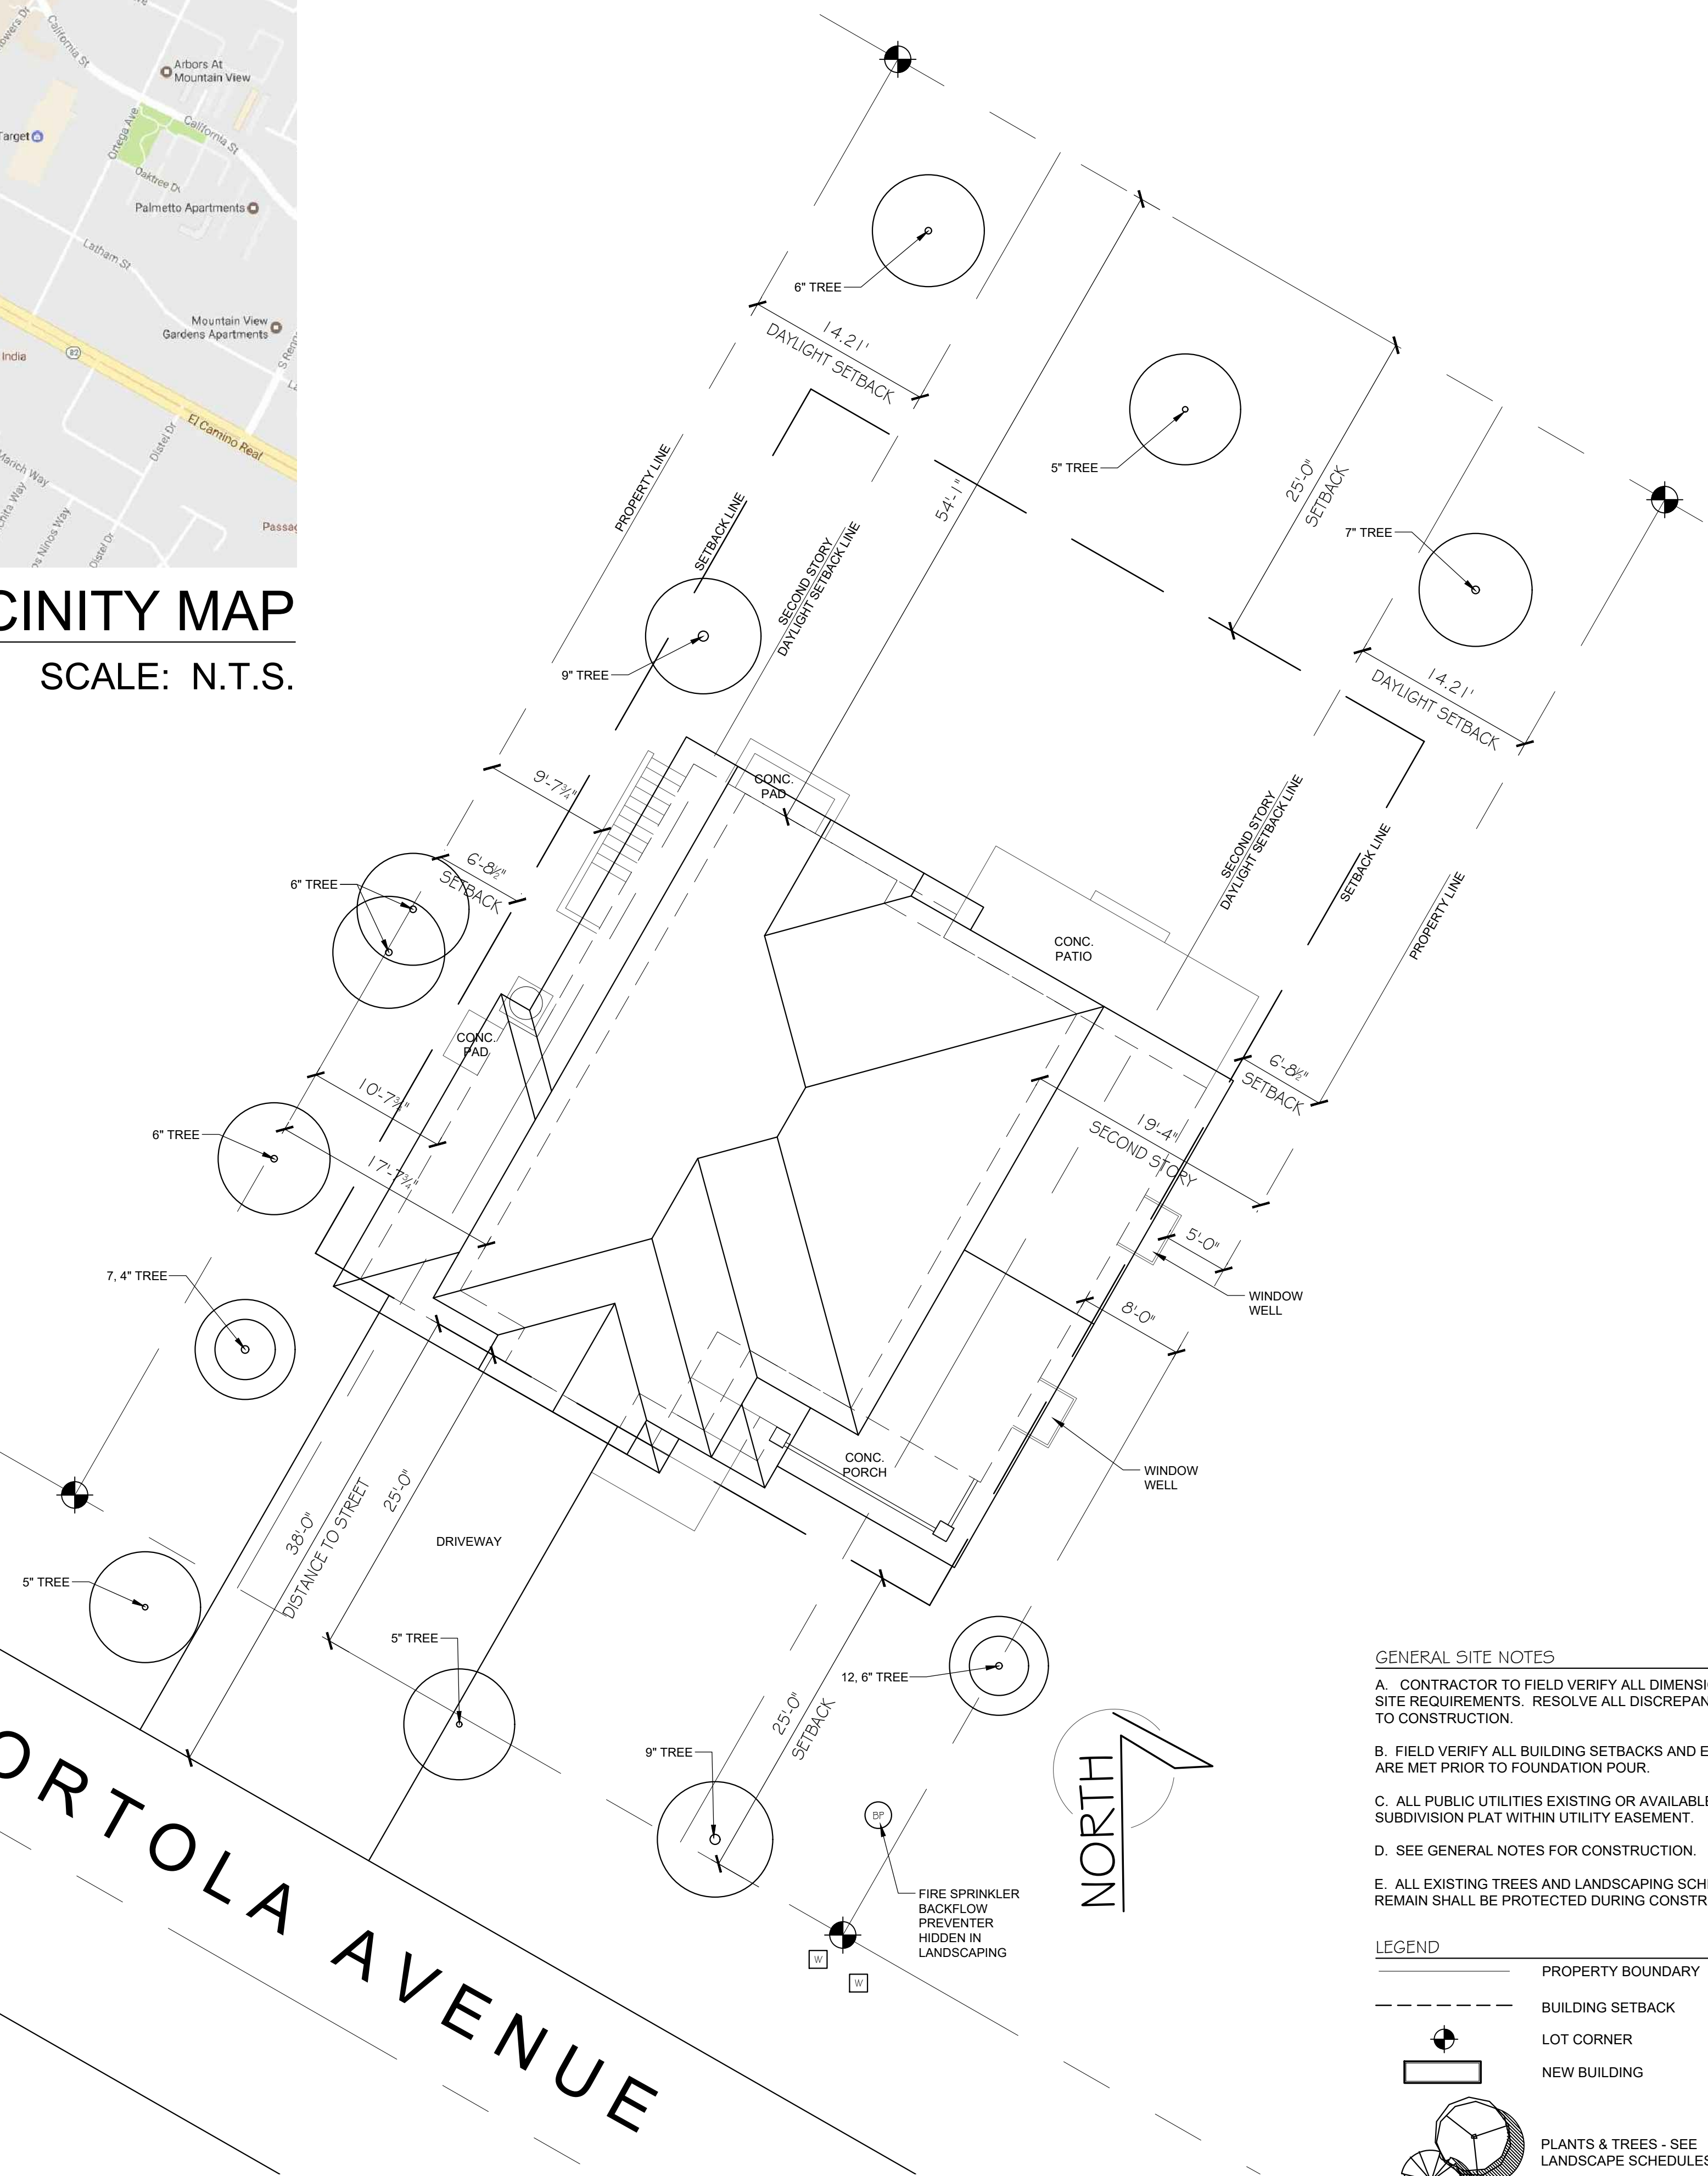 California St
Arbors At
Mountain View
Target
Ortega Ave
California St
Oaktree Dr
Palmetto Apartments
Latham St
Mountain View
Gardens Apartments
India
82
El Camino Real
Distel Dr
Marich Way
Ninos Way
Distel Dr
CINITY MAP
SCALE: N.T.S.
6" TREE
14.21'
DAYLIGHT SETBACK
5" TREE
54'-1"
25'-0"
SETBACK
7" TREE
14.21'
DAYLIGHT SETBACK
PROPERTY LINE
SETBACK LINE
SECOND STORY
DAYLIGHT SETBACK LINE
9" TREE
9'-7¾"
CONC.
PAD
6'-8½"
SETBACK
6" TREE
CONC.
PAD
CONC.
PATIO
SECOND STORY
DAYLIGHT SETBACK LINE
SETBACK LINE
PROPERTY LINE
6'-8½"
SETBACK
10'-7¾"
17'-7¾"
6" TREE
19'-4"
SECOND STORY
5'-0"
WINDOW
WELL
8'-0"
7, 4" TREE
CONC.
PORCH
WINDOW
WELL
38'-0"
DISTANCE TO STREET
25'-0"
DRIVEWAY
5" TREE
5" TREE
12, 6" TREE
25'-0"
SETBACK
9" TREE
BP
FIRE SPRINKLER
BACKFLOW
PREVENTER
HIDDEN IN
LANDSCAPING
W
W
NORTH
ORTOLA AVENUE
GENERAL SITE NOTES
A. CONTRACTOR TO FIELD VERIFY ALL DIMENSI
SITE REQUIREMENTS. RESOLVE ALL DISCREPAN
TO CONSTRUCTION.
B. FIELD VERIFY ALL BUILDING SETBACKS AND E
ARE MET PRIOR TO FOUNDATION POUR.
C. ALL PUBLIC UTILITIES EXISTING OR AVAILABLE
SUBDIVISION PLAT WITHIN UTILITY EASEMENT.
D. SEE GENERAL NOTES FOR CONSTRUCTION.
E. ALL EXISTING TREES AND LANDSCAPING SCH
REMAIN SHALL BE PROTECTED DURING CONSTR
LEGEND
PROPERTY BOUNDARY
BUILDING SETBACK
LOT CORNER
NEW BUILDING
PLANTS & TREES - SEE
LANDSCAPE SCHEDULES